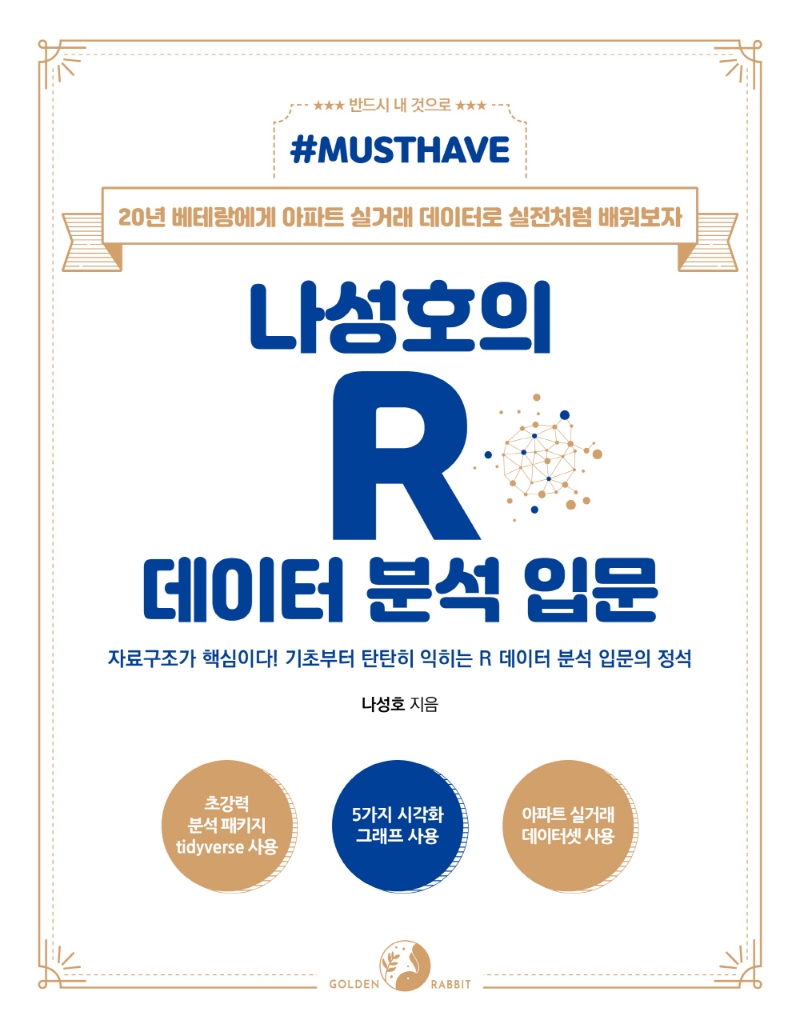 ★★★ 반드시 내 것으로 ★★★
#MUSTHAVE
20년 베테랑에게 아파트 실거래 데이터로 실전처럼 배워보자
나성호의
R
데이터 분석 입문
자료구조가 핵심이다! 기초부터 탄탄히 익히는 R 데이터 분석 입문의 정석
나성호 지음
초강력
분석 패키지
tidyverse 사용
5가지 시각화
그래프 사용
아파트 실거래
데이터셋 사용
GOLDEN RABBIT